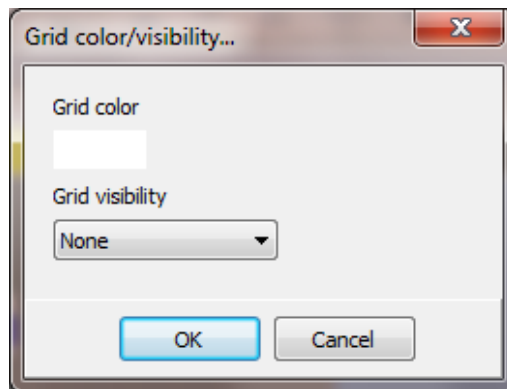 Grid color/visibility...
Grid color
Grid visibility
None
OK
Cancel